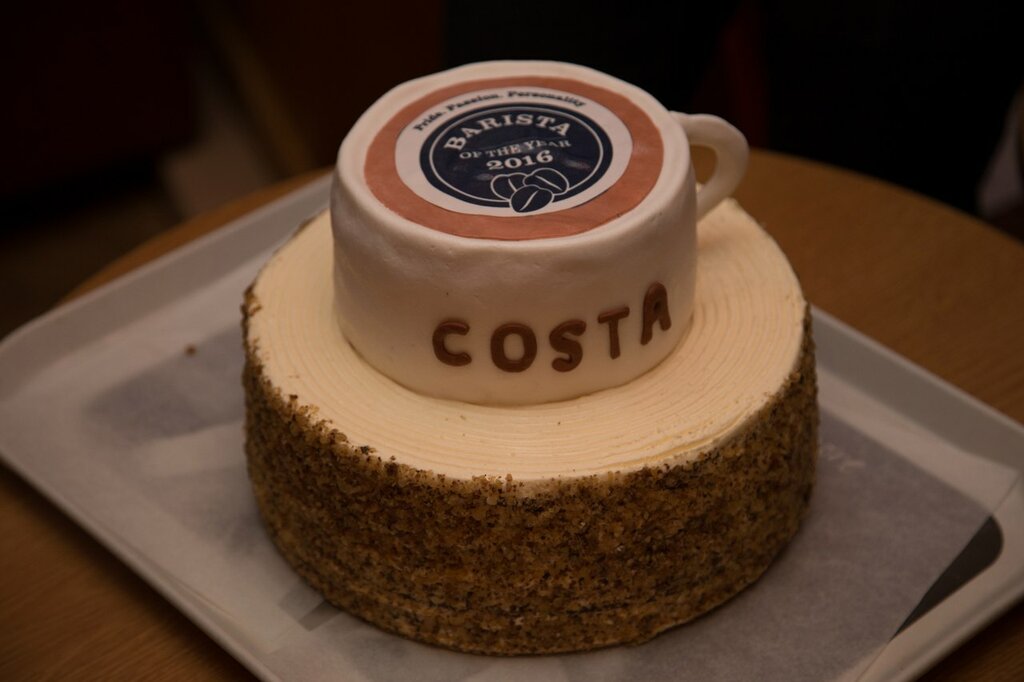 Pride. Passion. Personality
BARISTA
OF THE YEAR
2016
COSTA